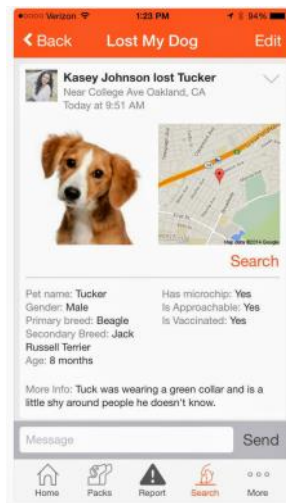 Verizon 1:23 PM 94%
Back Lost My Dog Edit
Kasey Johnson lost Tucker
Near College Ave Oakland, CA
Today at 9:51 AM
Search
Pet name: Tucker
Has microchip: Yes
Gender: Male
Is Approachable: Yes
Primary breed: Beagle
Is Vaccinated: Yes
Secondary Breed: Jack
Russell Terrier
Age: 8 months
More Info: Tuck was wearing a green collar and is a
little shy around people he doesn't know.
Message Send
Home Packs Report Search More